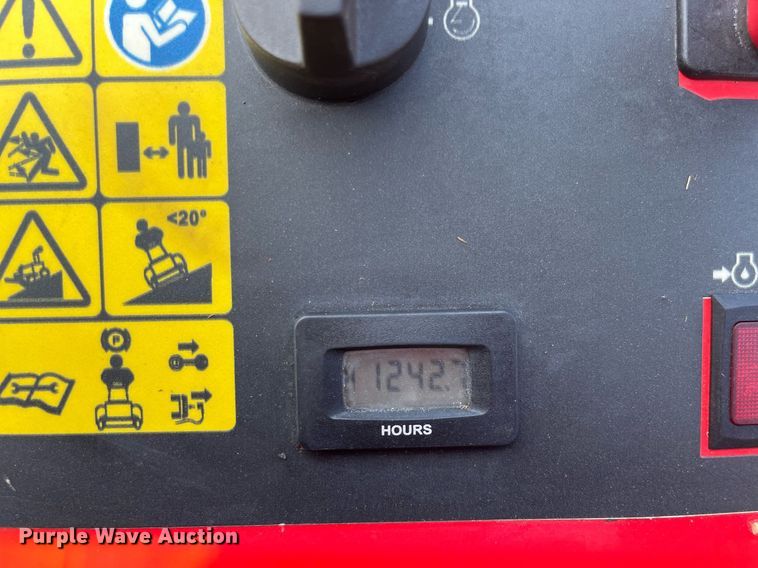 <20°
P
1242.7
HOURS
Purple Wave Auction